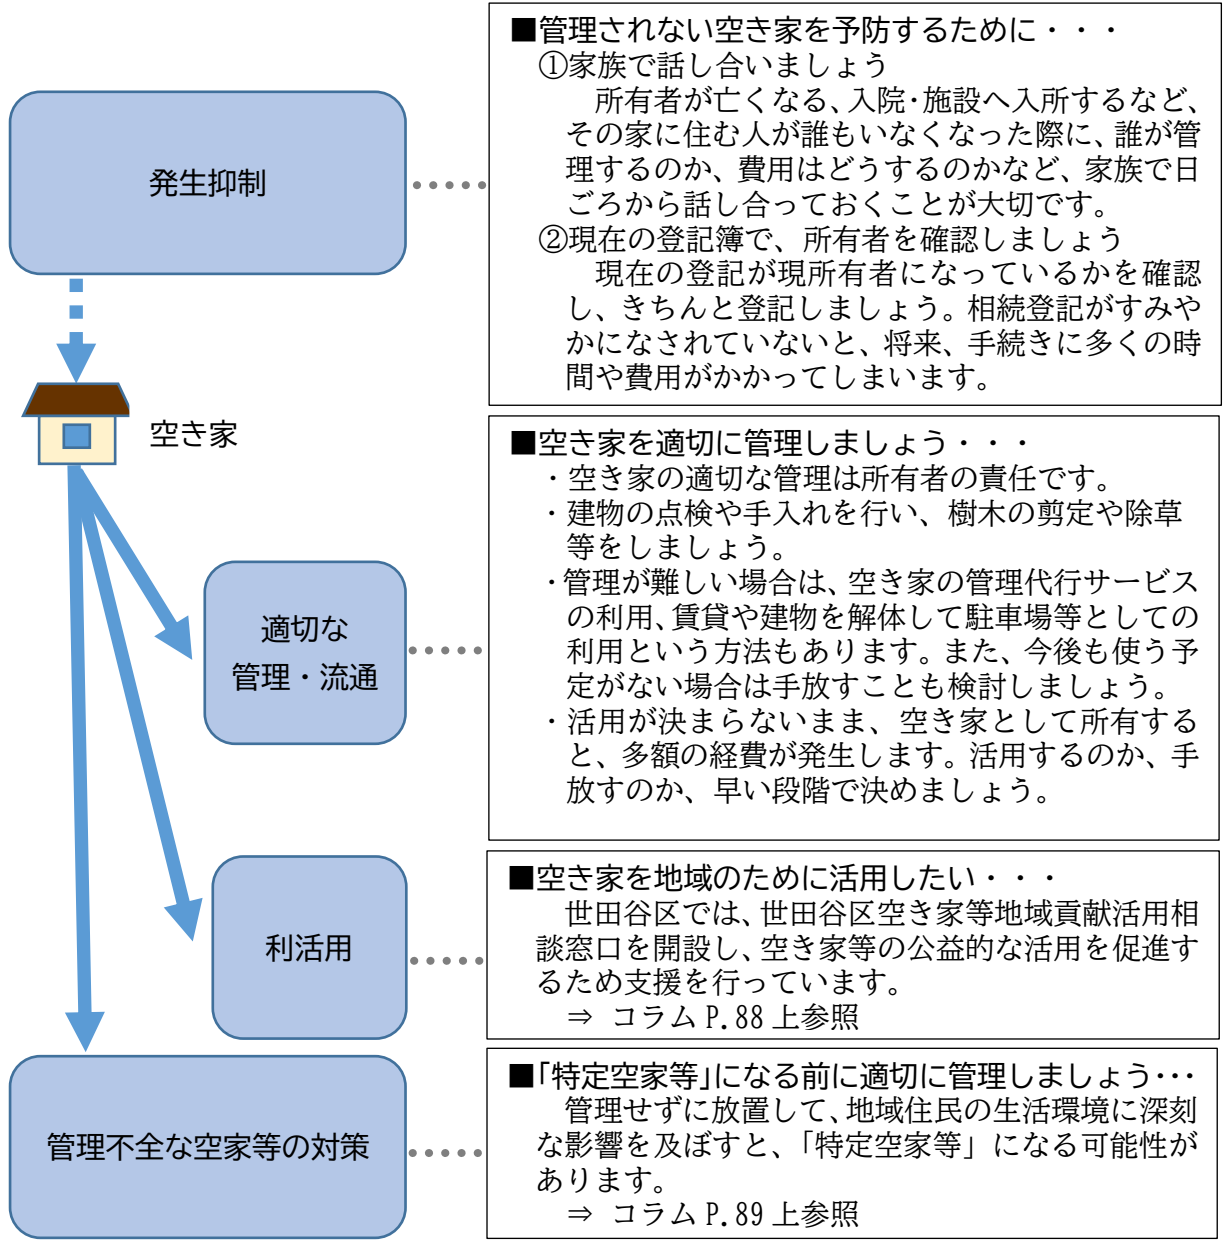 発生抑制
■管理されない空き家を予防するために・・・
①家族で話し合いましょう
所有者が亡くなる、入院・施設へ入所するなど、
その家に住む人が誰もいなくなった際に、誰が管
理するのか、費用はどうするのかなど、家族で日
ごろから話し合っておくことが大切です。
②現在の登記簿で、所有者を確認しましょう
現在の登記が現所有者になっているかを確認
し、きちんと登記しましょう。相続登記がすみや
かになされていないと、将来、手続きに多くの時
間や費用がかかってしまいます。
空き家
適切な
管理・流通
■空き家を適切に管理しましょう・・・
・空き家の適切な管理は所有者の責任です。
・建物の点検や手入れを行い、樹木の剪定や除草
等をしましょう。
・管理が難しい場合は、空き家の管理代行サービス
の利用、賃貸や建物を解体して駐車場等としての
利用という方法もあります。また、今後も使う予
定がない場合は手放すことも検討しましょう。
・活用が決まらないまま、空き家として所有する
と、多額の経費が発生します。活用するのか、手
放すのか、早い段階で決めましょう。
利活用
■空き家を地域のために活用したい・・・
世田谷区では、世田谷区空き家等地域貢献活用相
談窓口を開設し、空き家等の公益的な活用を促進す
るため支援を行っています。
⇒ コラム P.88 上参照
管理不全な空家等の対策
■「特定空家等」になる前に適切に管理しましょう・・・
管理せずに放置して、地域住民の生活環境に深刻
な影響を及ぼすと、「特定空家等」になる可能性が
あります。
⇒ コラム P.89 上参照